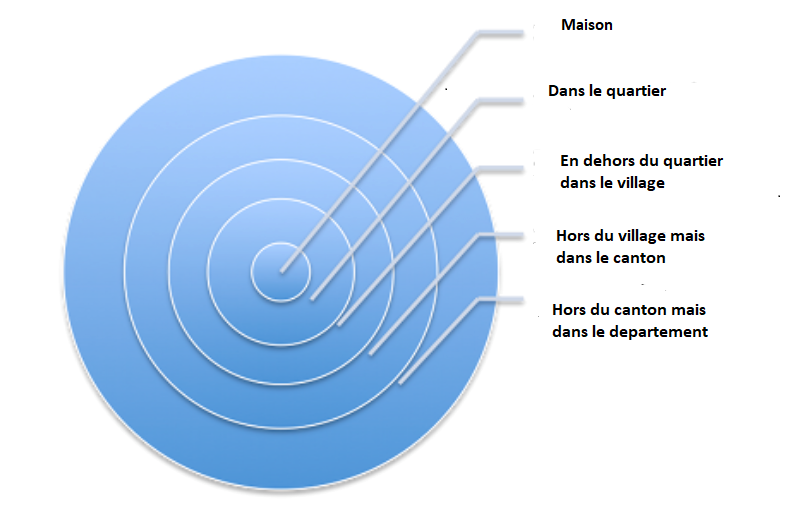 Maison
Dans le quartier
En dehors du quartier
dans le village
Hors du village mais
dans le canton
Hors du canton mais
dans le departement